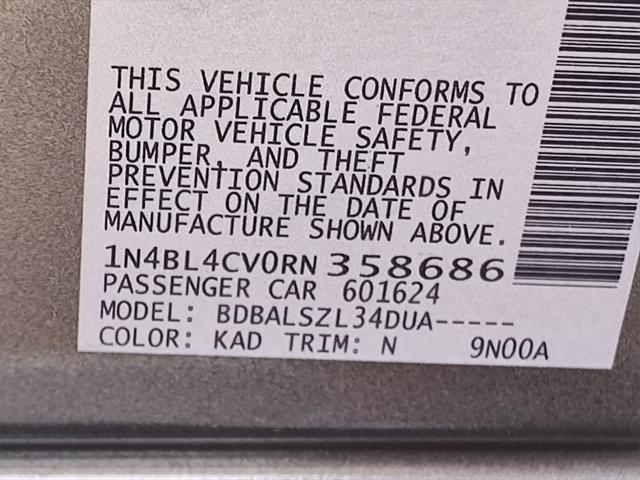 THIS VEHICLE CONFORMS TO
ALL APPLICABLE FEDERAL
MOTOR VEHICLE SAFETY,
BUMPER, AND THEFT
PREVENTION STANDARDS IN
EFFECT ON THE DATE OF
MANUFACTURE SHOWN ABOVE.
1N4BL4CV0RN358686
PASSENGER CAR 601624
MODEL: BDBALSZL34DUA-----
COLOR: KAD TRIM: N 9N00A